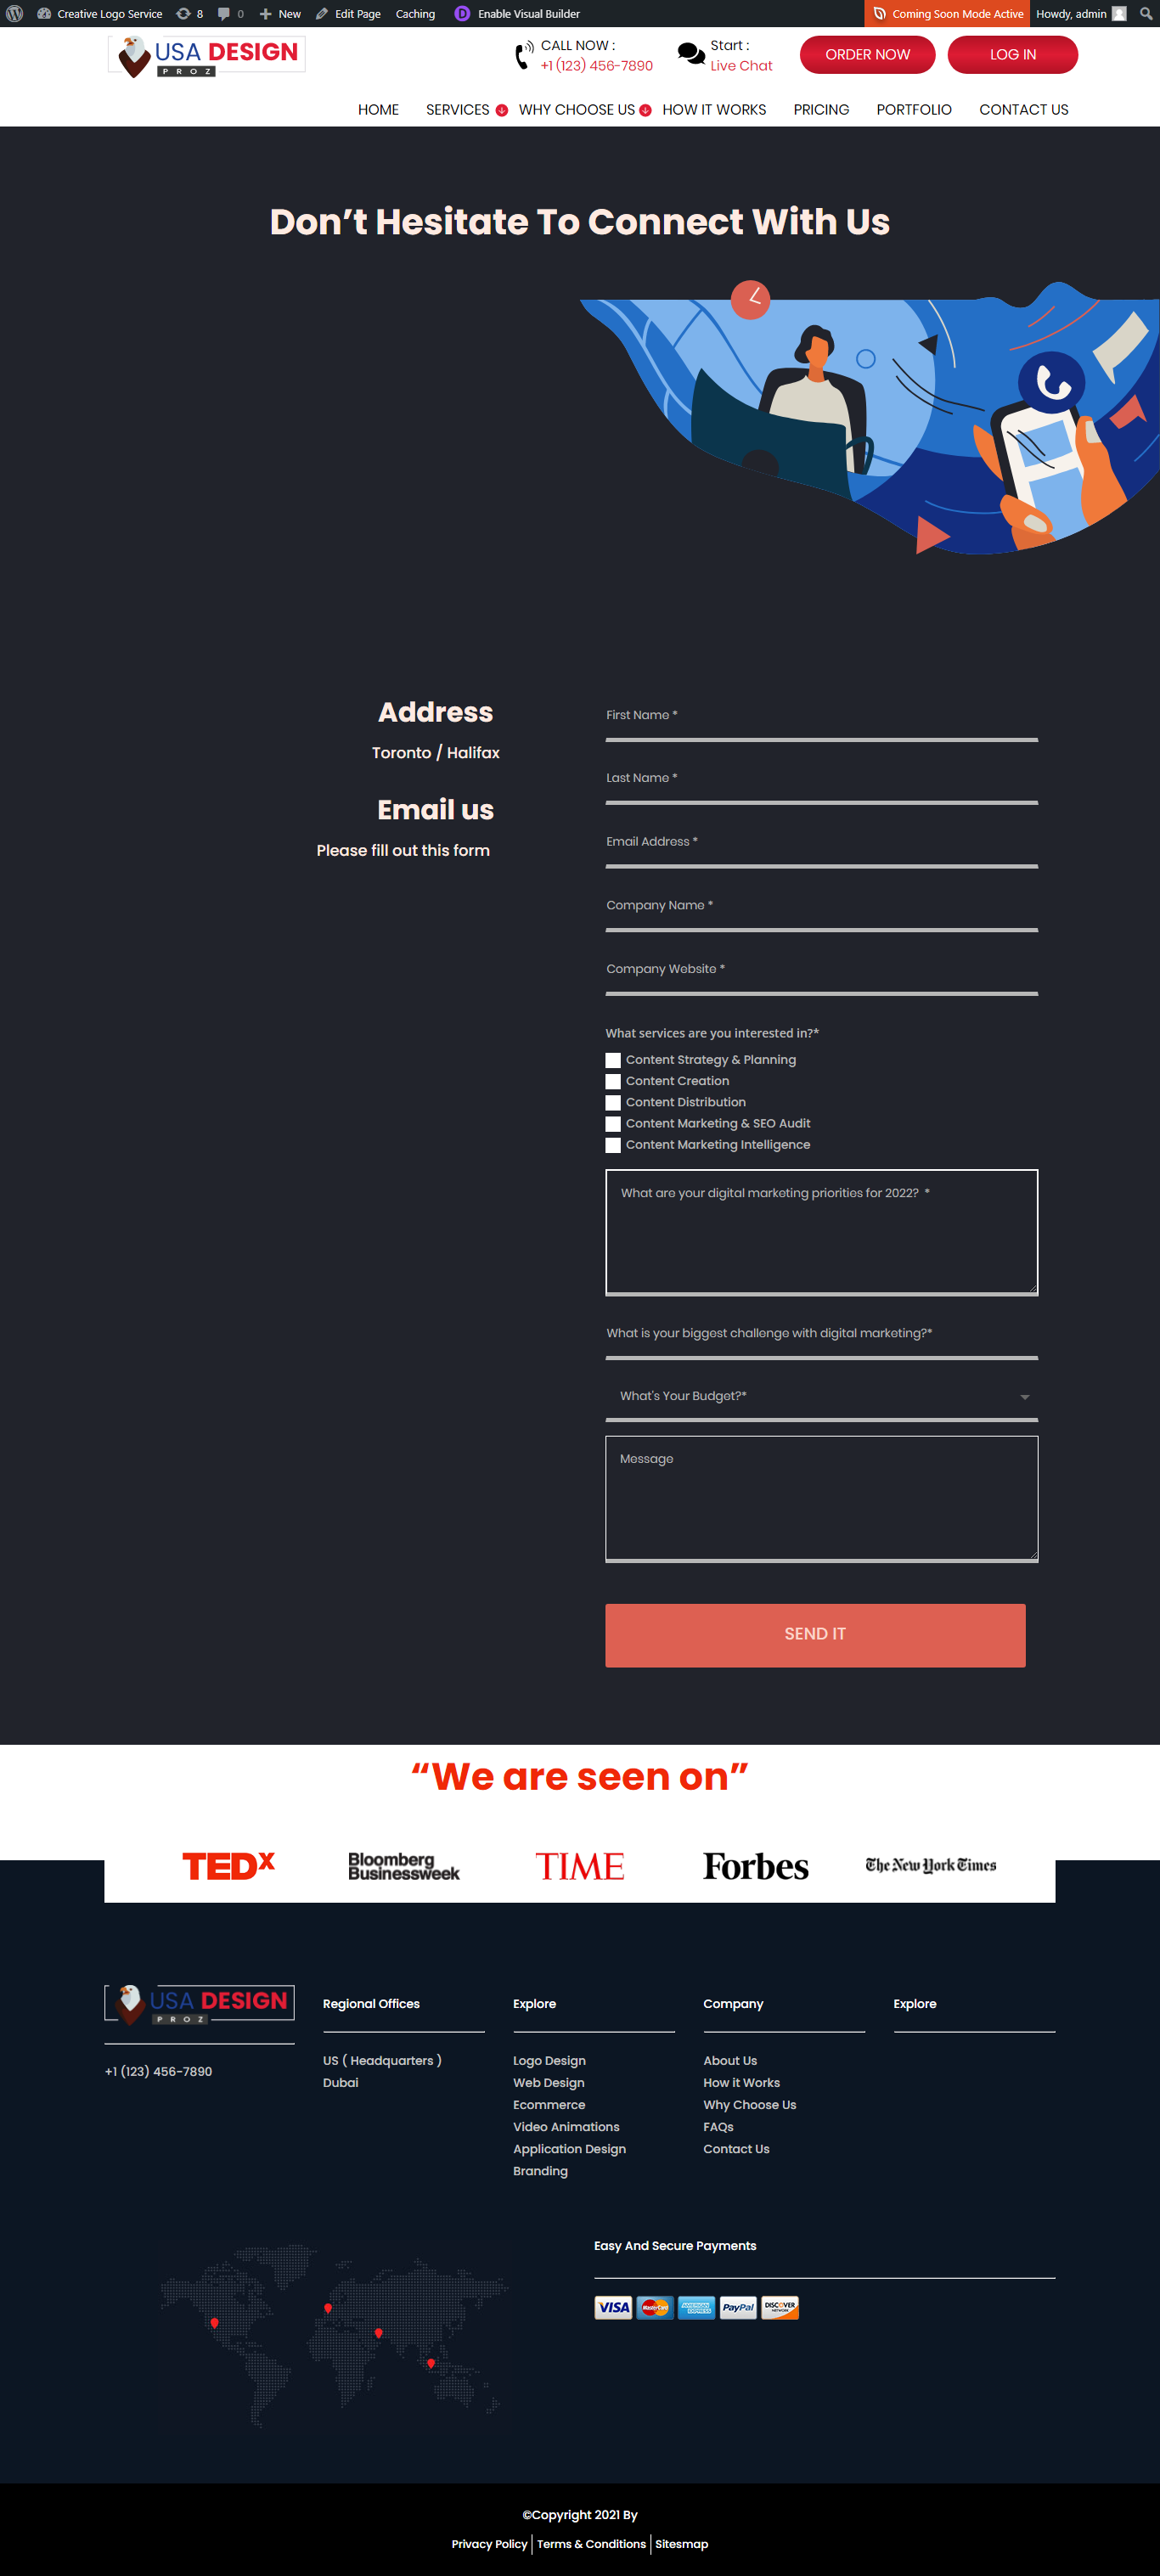 Creative Logo Service 8 0 New Edit Page Caching D Enable Visual Builder Coming Soon Mode Active Howdy, admin
USA DESIGN
PROZ
CALL NOW :
+1 (123) 456-7890
Start :
Live Chat
ORDER NOW
LOG IN
HOME SERVICES WHY CHOOSE US HOW IT WORKS PRICING PORTFOLIO CONTACT US
Don’t Hesitate To Connect With Us
Address
Toronto / Halifax
Email us
Please fill out this form
First Name *
Last Name *
Email Address *
Company Name *
Company Website *
What services are you interested in?*
Content Strategy & Planning
Content Creation
Content Distribution
Content Marketing & SEO Audit
Content Marketing Intelligence
What are your digital marketing priorities for 2022? *
What is your biggest challenge with digital marketing?*
What's Your Budget?*
Message
SEND IT
“We are seen on”
TEDx
Bloomberg
Businessweek
TIME
Forbes
The New York Times
USA DESIGN
PROZ
+1 (123) 456-7890
Regional Offices
US ( Headquarters )
Dubai
Explore
Logo Design
Web Design
Ecommerce
Video Animations
Application Design
Branding
Company
About Us
How it Works
Why Choose Us
FAQs
Contact Us
Explore
Easy And Secure Payments
VISA
MasterCard
AMERICAN
EXPRESS
PayPal
DISCOVER
NETWORK
©Copyright 2021 By
Privacy Policy Terms & Conditions Sitesmap